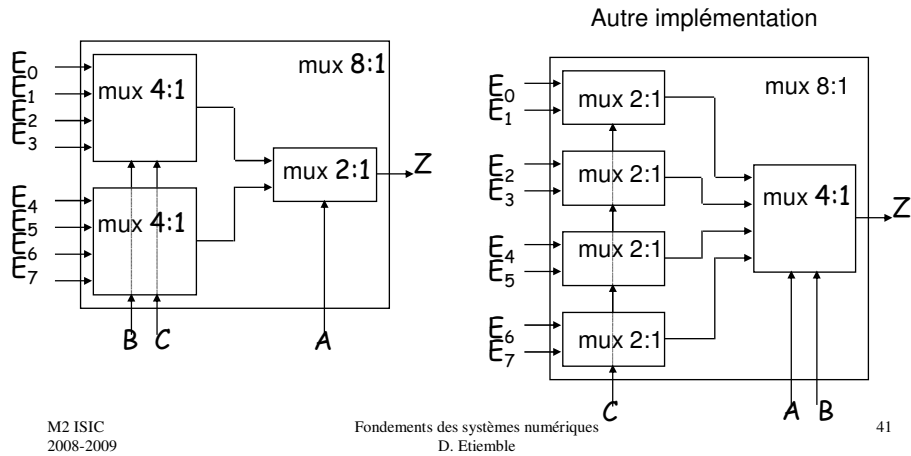 Autre implémentation
mux 8:1
E0
E1
E2
E3
mux 4:1
E4
E5
E6
E7
mux 4:1
mux 2:1
Z
B C A
mux 8:1
E0
E1
mux 2:1
E2
E3
mux 2:1
E4
E5
mux 2:1
E6
E7
mux 2:1
mux 4:1
Z
C A B
M2 ISIC
2008-2009
Fondements des systèmes numériques
D. Etiemble
41